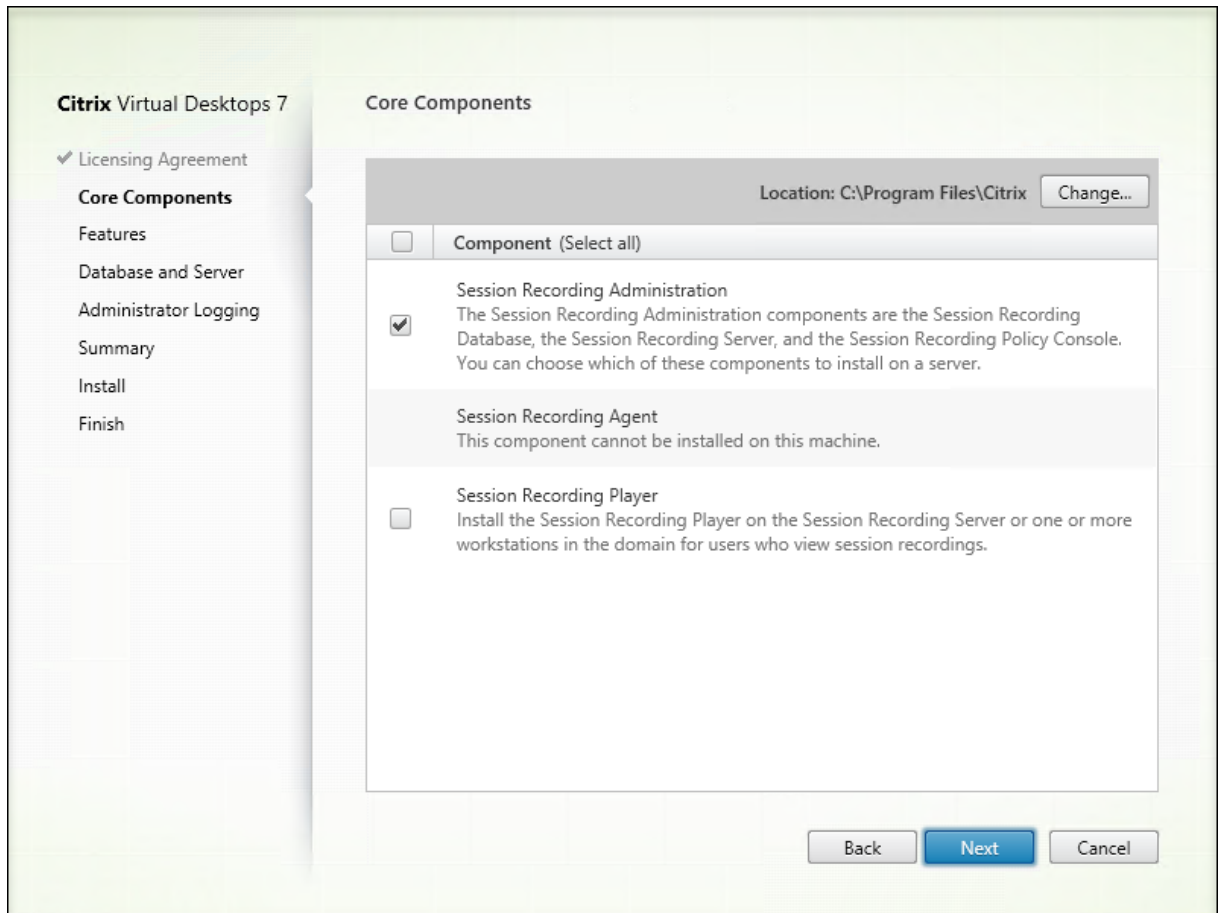 Citrix Virtual Desktops 7
Licensing Agreement
Core Components
Features
Database and Server
Administrator Logging
Summary
Install
Finish
Core Components
Location: C:\Program Files\Citrix
Change...
Component (Select all)
Session Recording Administration
The Session Recording Administration components are the Session Recording
Database, the Session Recording Server, and the Session Recording Policy Console.
You can choose which of these components to install on a server.
Session Recording Agent
This component cannot be installed on this machine.
Session Recording Player
Install the Session Recording Player on the Session Recording Server or one or more
workstations in the domain for users who view session recordings.
Back
Next
Cancel